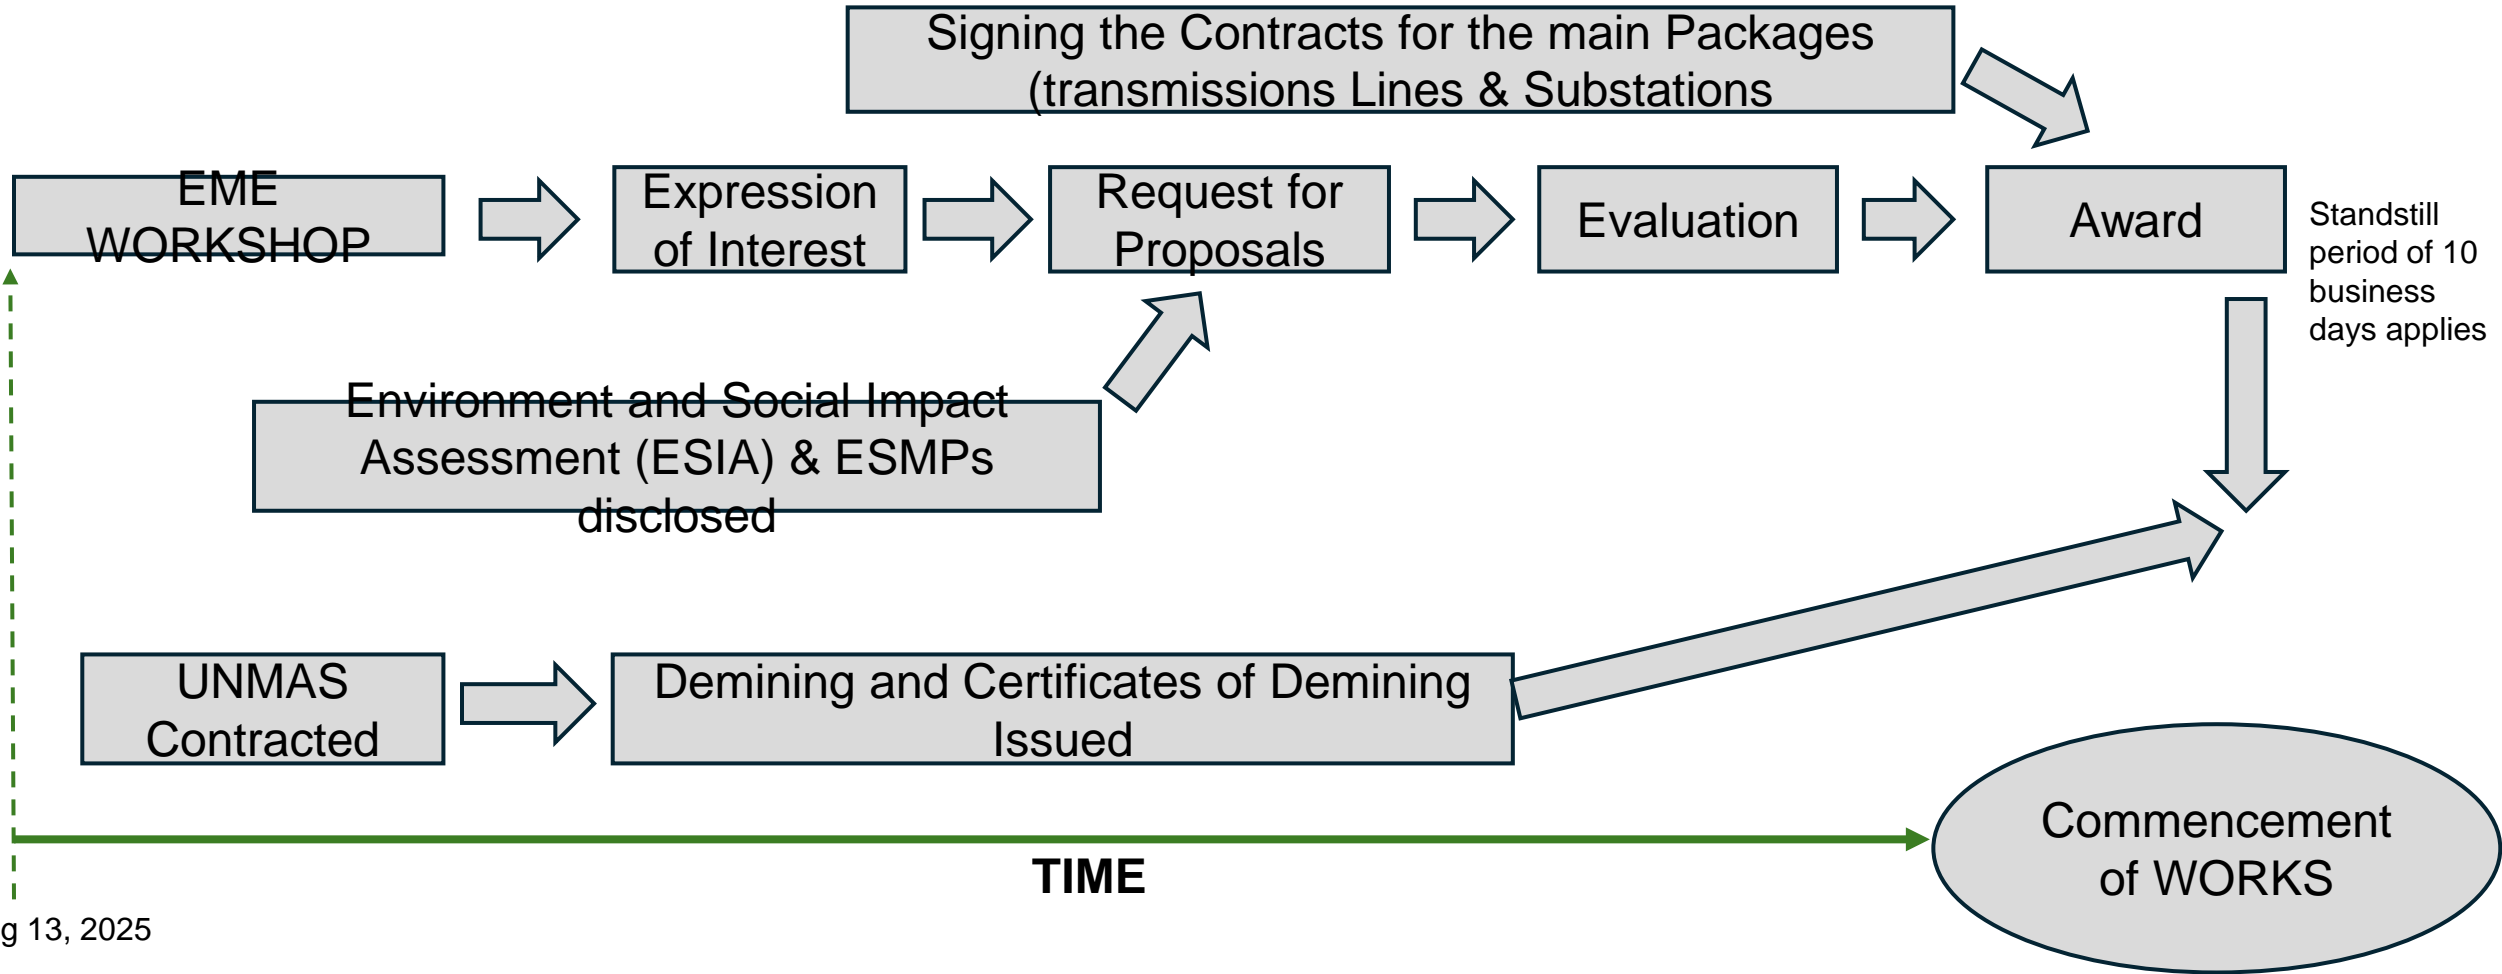 Signing the Contracts for the main Packages
(transmissions Lines & Substations
EME
WORKSHOP
Expression
of Interest
Request for
Proposals
Evaluation
Award
Standstill
period of 10
business
days applies
Environment and Social Impact
Assessment (ESIA) & ESMPs
disclosed
UNMAS
Contracted
Demining and Certificates of Demining
Issued
TIME
Commencement
of WORKS
g 13, 2025